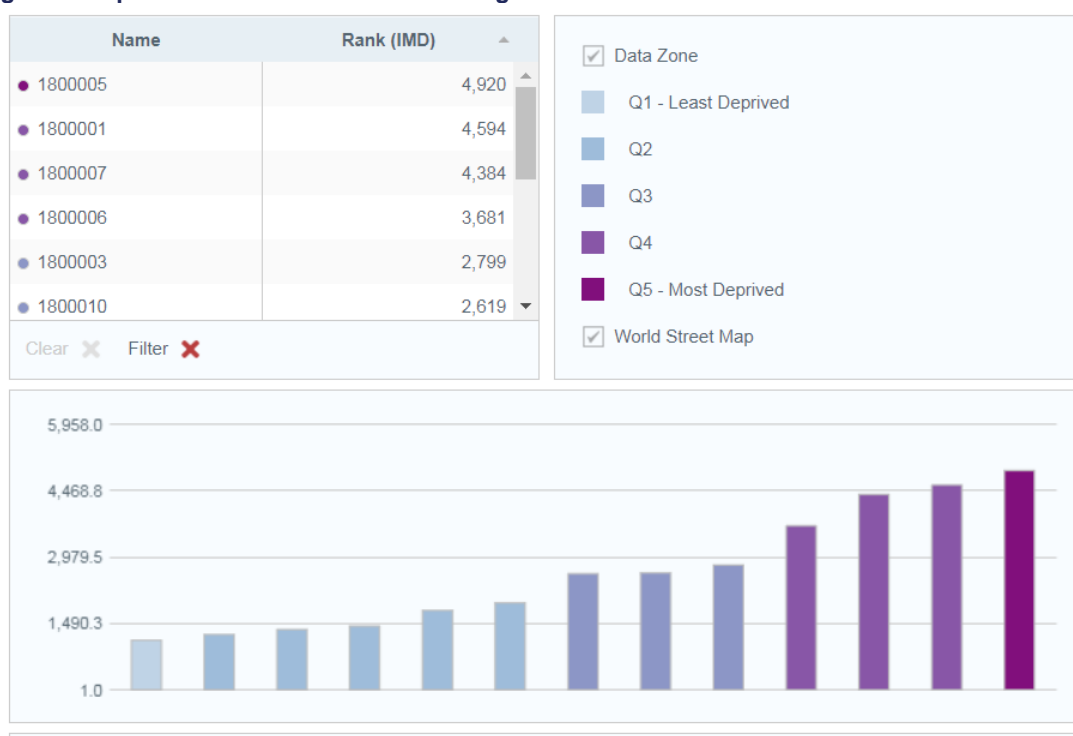 Name Rank (IMD)
1800005 4,920
1800001 4,594
1800007 4,384
1800006 3,681
1800003 2,799
1800010 2,619
Clear Filter
Data Zone
Q1 - Least Deprived
Q2
Q3
Q4
Q5 - Most Deprived
World Street Map
5,958.0
4,468.8
2,979.5
1,490.3
1.0